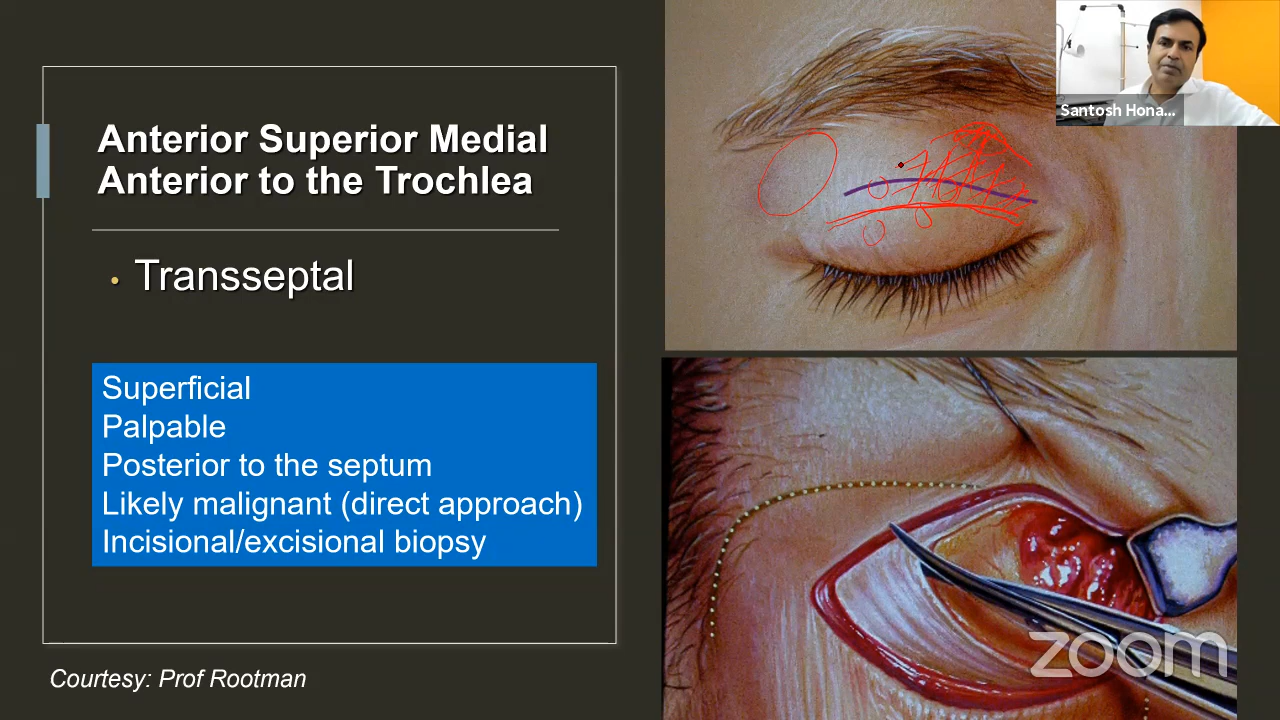 Anterior Superior Medial
Anterior to the Trochlea
• Transseptal
Superficial
Palpable
Posterior to the septum
Likely malignant (direct approach)
Incisional/excisional biopsy
Courtesy: Prof Rootman
Santosh Hona...
zoom